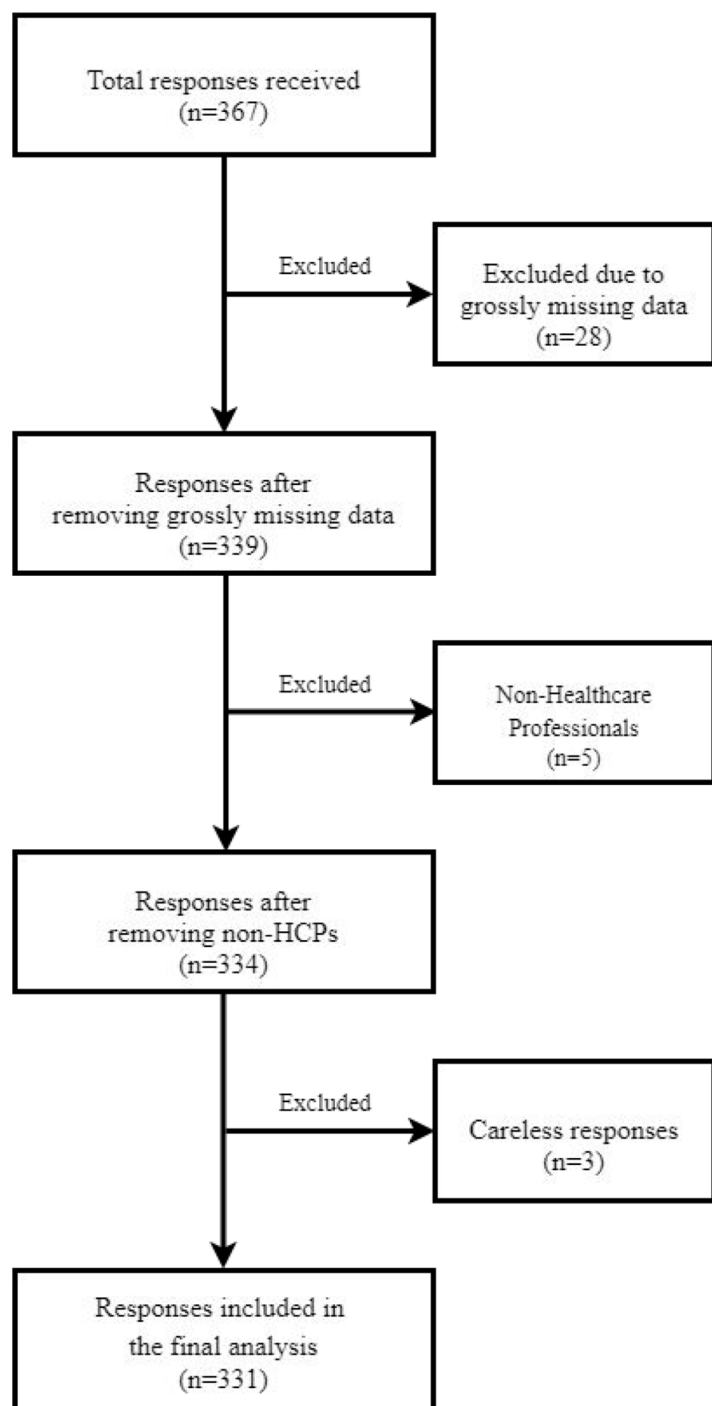 Total responses received
(n=367)
Excluded
Excluded due to
grossly missing data
(n=28)
Responses after
removing grossly missing data
(n=339)
Excluded
Non-Healthcare
Professionals
(n=5)
Responses after
removing non-HCPs
(n=334)
Excluded
Careless responses
(n=3)
Responses included in
the final analysis
(n=331)